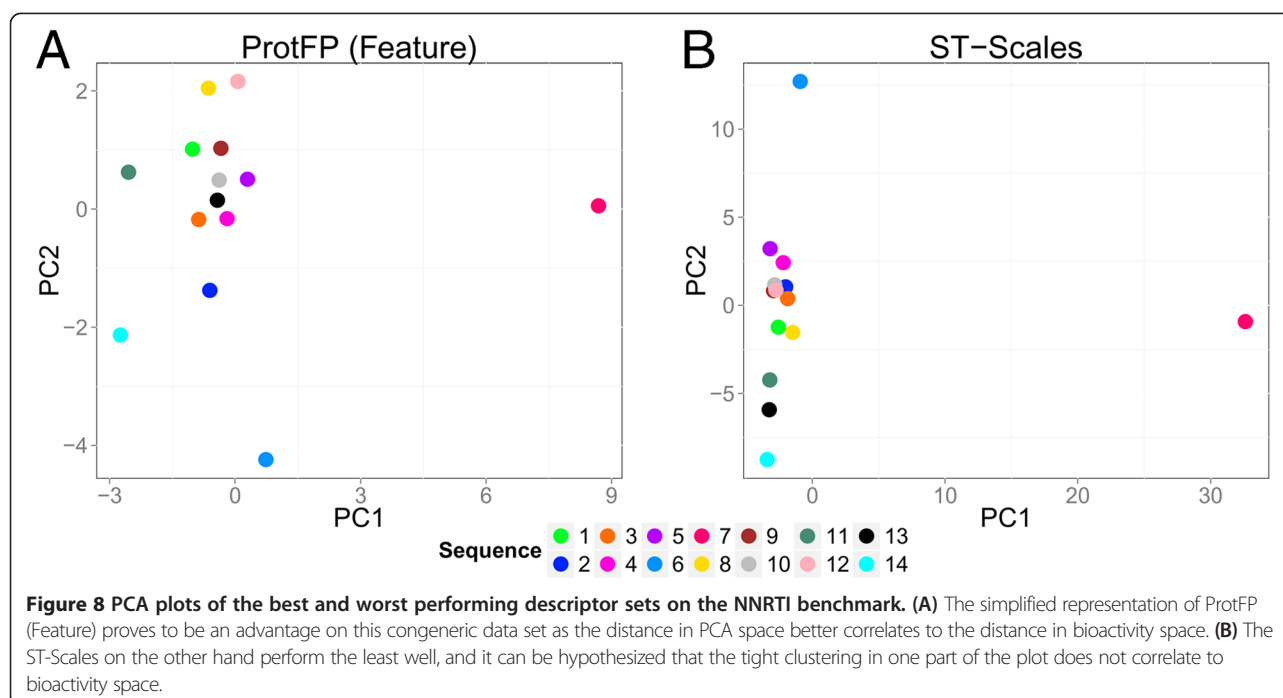 A
ProtFP (Feature)
PC2
2
0
−2
−4
−3
0
3
6
9
PC1
B
ST−Scales
PC2
10
5
0
−5
0
10
20
30
PC1
Sequence
1 3 5 7 9 11 13
2 4 6 8 10 12 14
Figure 8 PCA plots of the best and worst performing descriptor sets on the NNRTI benchmark. (A) The simplified representation of ProtFP
(Feature) proves to be an advantage on this congeneric data set as the distance in PCA space better correlates to the distance in bioactivity space. (B) The
ST-Scales on the other hand perform the least well, and it can be hypothesized that the tight clustering in one part of the plot does not correlate to
bioactivity space.